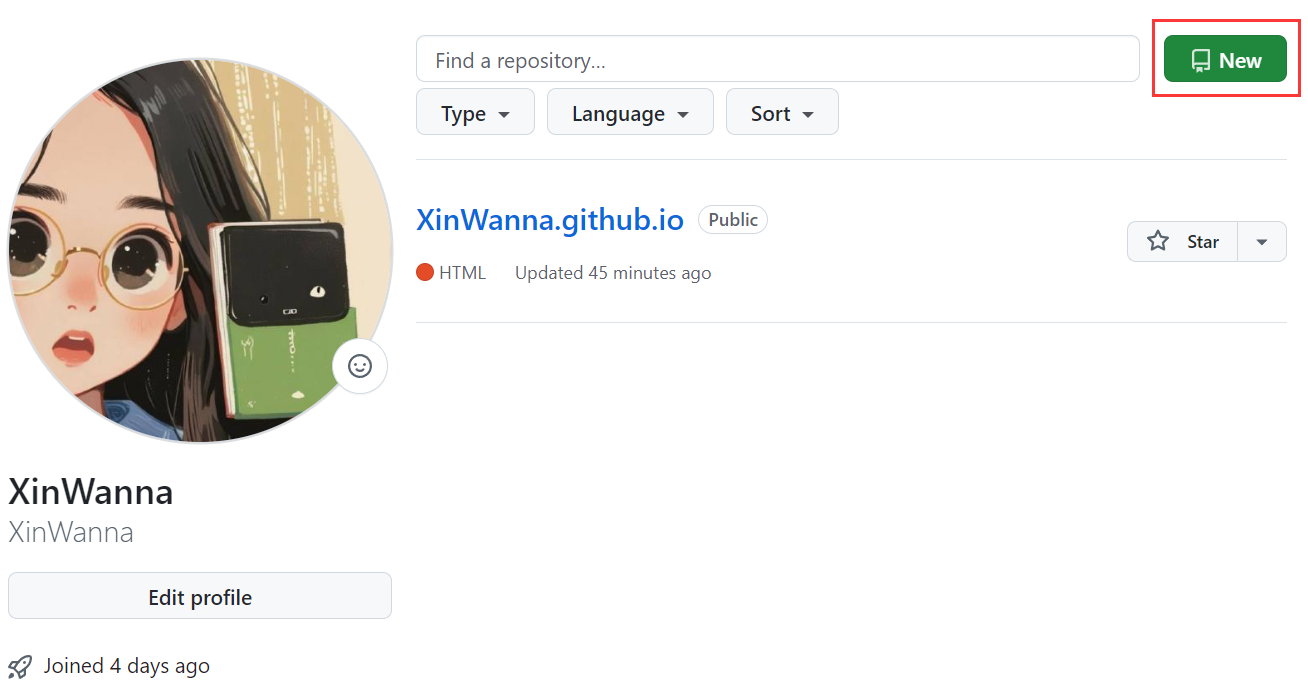 Find a repository...
New
Type
Language
Sort
XinWanna.github.io
Public
Star
HTML
Updated 45 minutes ago
XinWanna
XinWanna
Edit profile
Joined 4 days ago